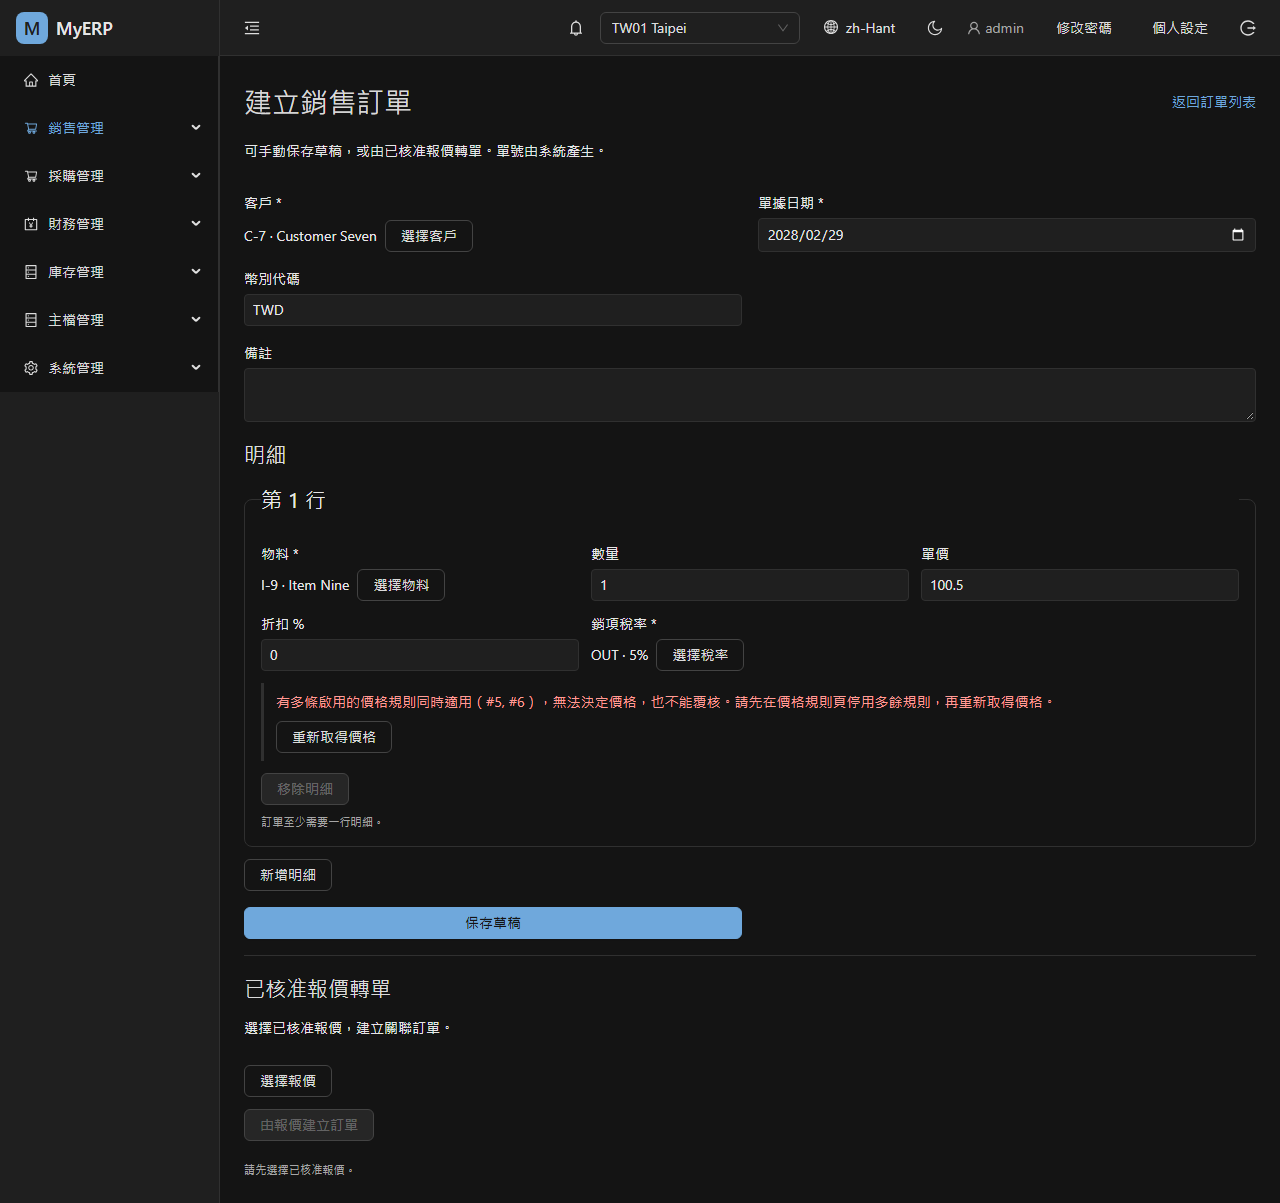 M MyERP
TW01 Taipei
zh-Hant
admin
修改密碼
個人設定
首頁
銷售管理
採購管理
財務管理
庫存管理
主檔管理
系統管理
建立銷售訂單
返回訂單列表
可手動保存草稿，或由已核准報價轉單。單號由系統產生。
客戶 *
單據日期 *
C-7 · Customer Seven
選擇客戶
2028/02/29
幣別代碼
TWD
備註
明細
第 1 行
物料 *
數量
單價
I-9 · Item Nine
選擇物料
1
100.5
折扣 %
銷項稅率 *
0
OUT · 5%
選擇稅率
有多條啟用的價格規則同時適用（#5, #6），無法決定價格，也不能覆核。請先在價格規則頁停用多餘規則，再重新取得價格。
重新取得價格
移除明細
訂單至少需要一行明細。
新增明細
保存草稿
已核准報價轉單
選擇已核准報價，建立關聯訂單。
選擇報價
由報價建立訂單
請先選擇已核准報價。